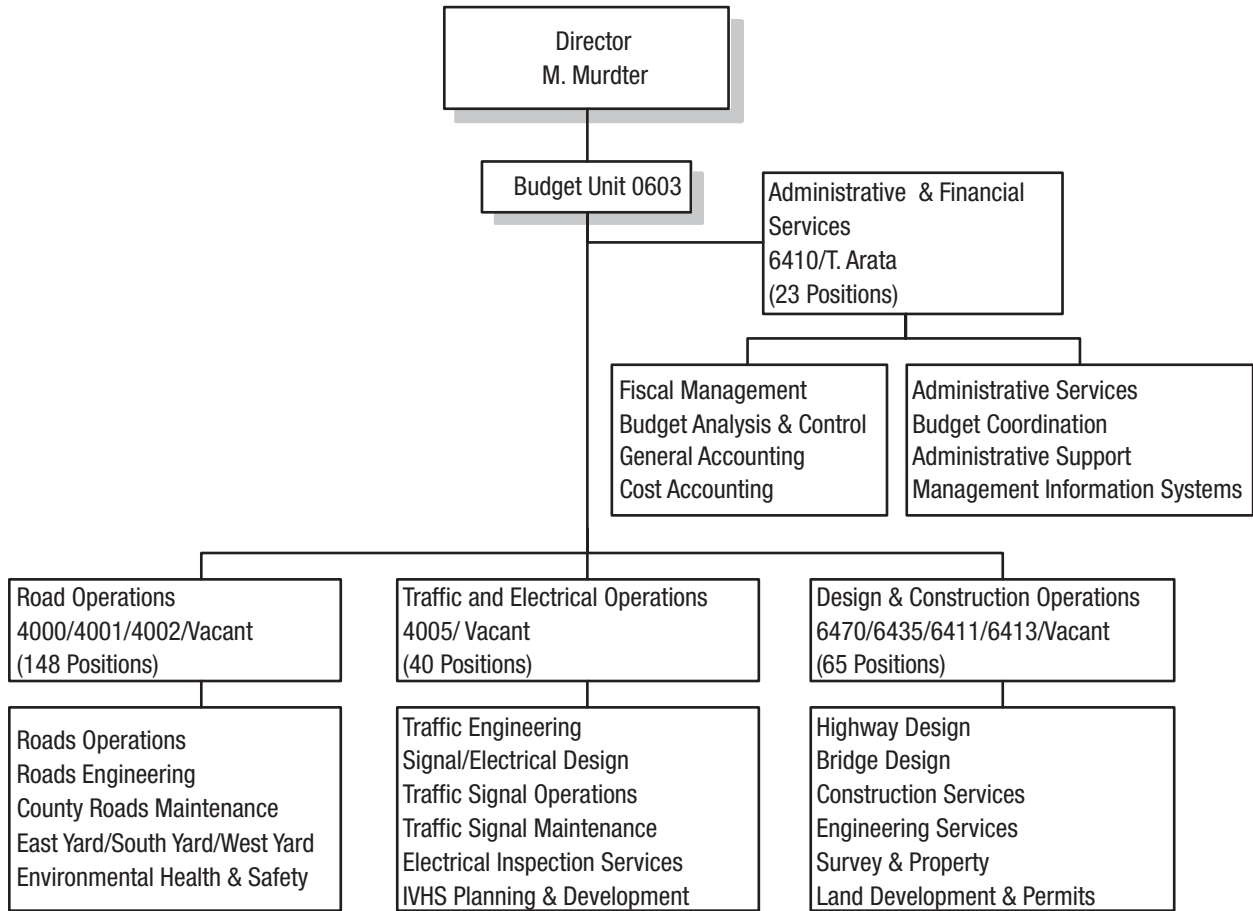 Director
M. Murdter
Budget Unit 0603
Administrative & Financial
Services
6410/T. Arata
(23 Positions)
Fiscal Management
Budget Analysis & Control
General Accounting
Cost Accounting
Administrative Services
Budget Coordination
Administrative Support
Management Information Systems
Road Operations
4000/4001/4002/Vacant
(148 Positions)
Traffic and Electrical Operations
4005/ Vacant
(40 Positions)
Design & Construction Operations
6470/6435/6411/6413/Vacant
(65 Positions)
Roads Operations
Roads Engineering
County Roads Maintenance
East Yard/South Yard/West Yard
Environmental Health & Safety
Traffic Engineering
Signal/Electrical Design
Traffic Signal Operations
Traffic Signal Maintenance
Electrical Inspection Services
IVHS Planning & Development
Highway Design
Bridge Design
Construction Services
Engineering Services
Survey & Property
Land Development & Permits